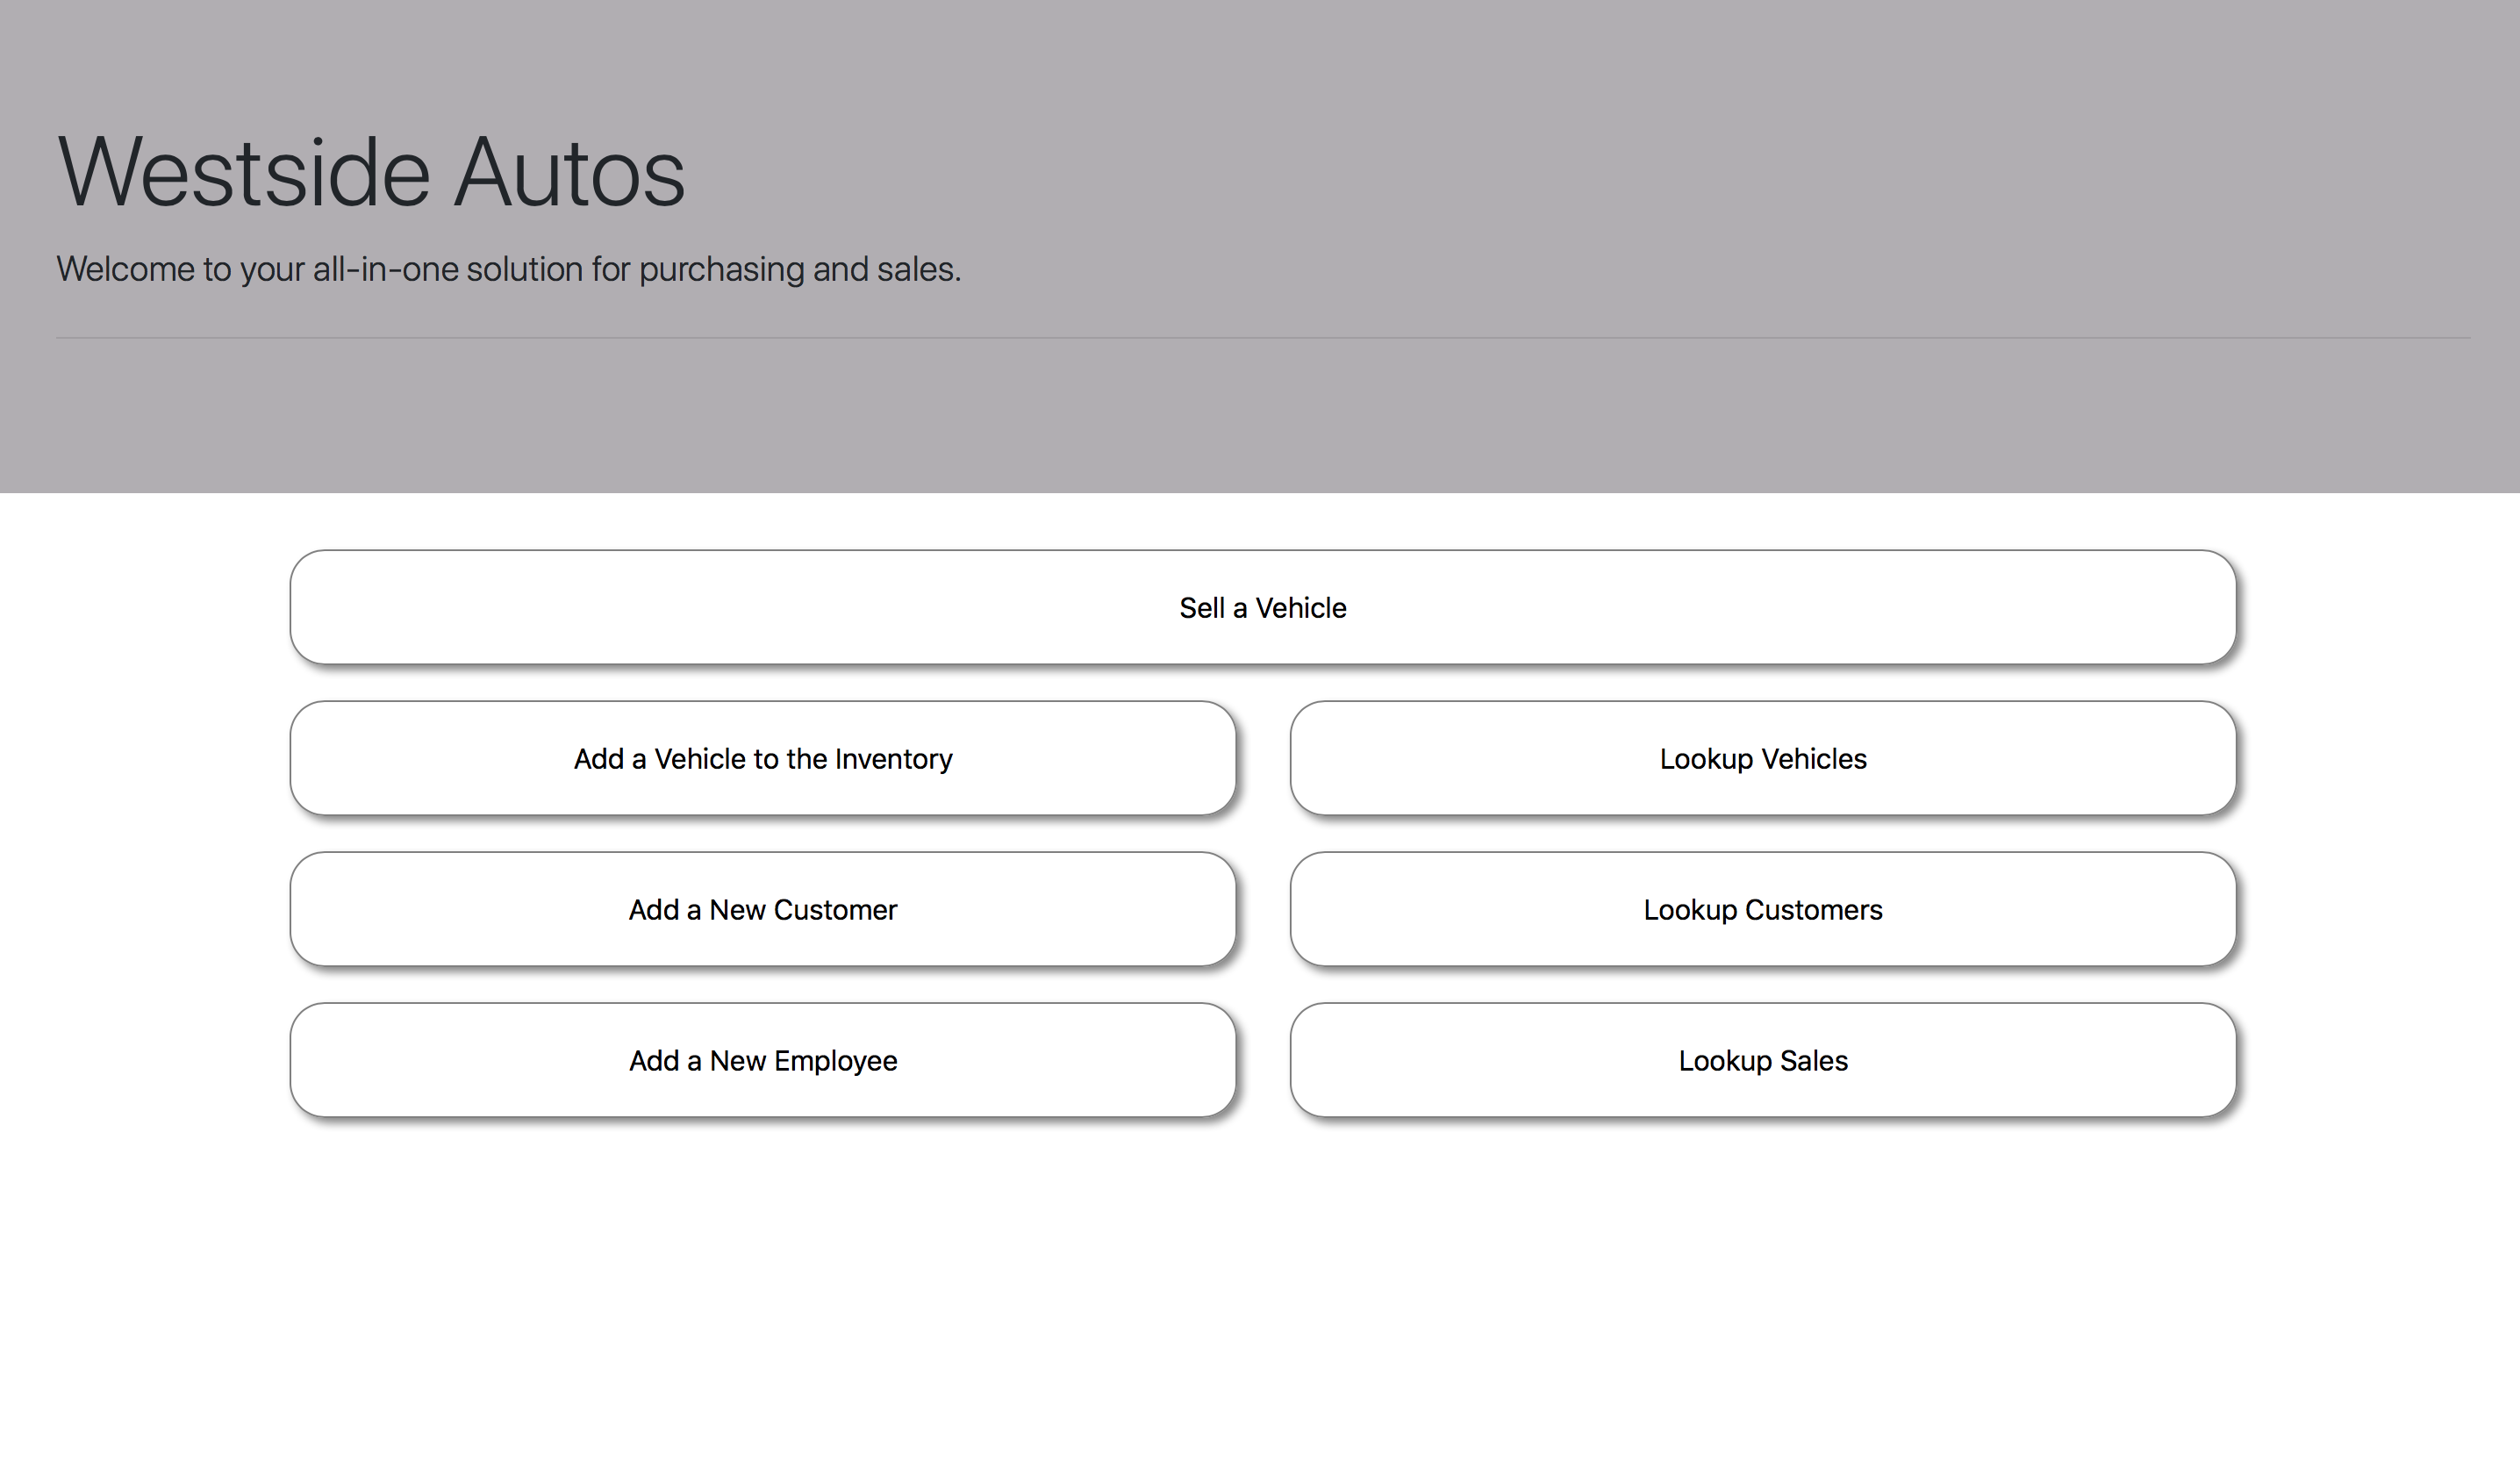 Westside Autos
Welcome to your all-in-one solution for purchasing and sales.
Sell a Vehicle
Add a Vehicle to the Inventory
Lookup Vehicles
Add a New Customer
Lookup Customers
Add a New Employee
Lookup Sales